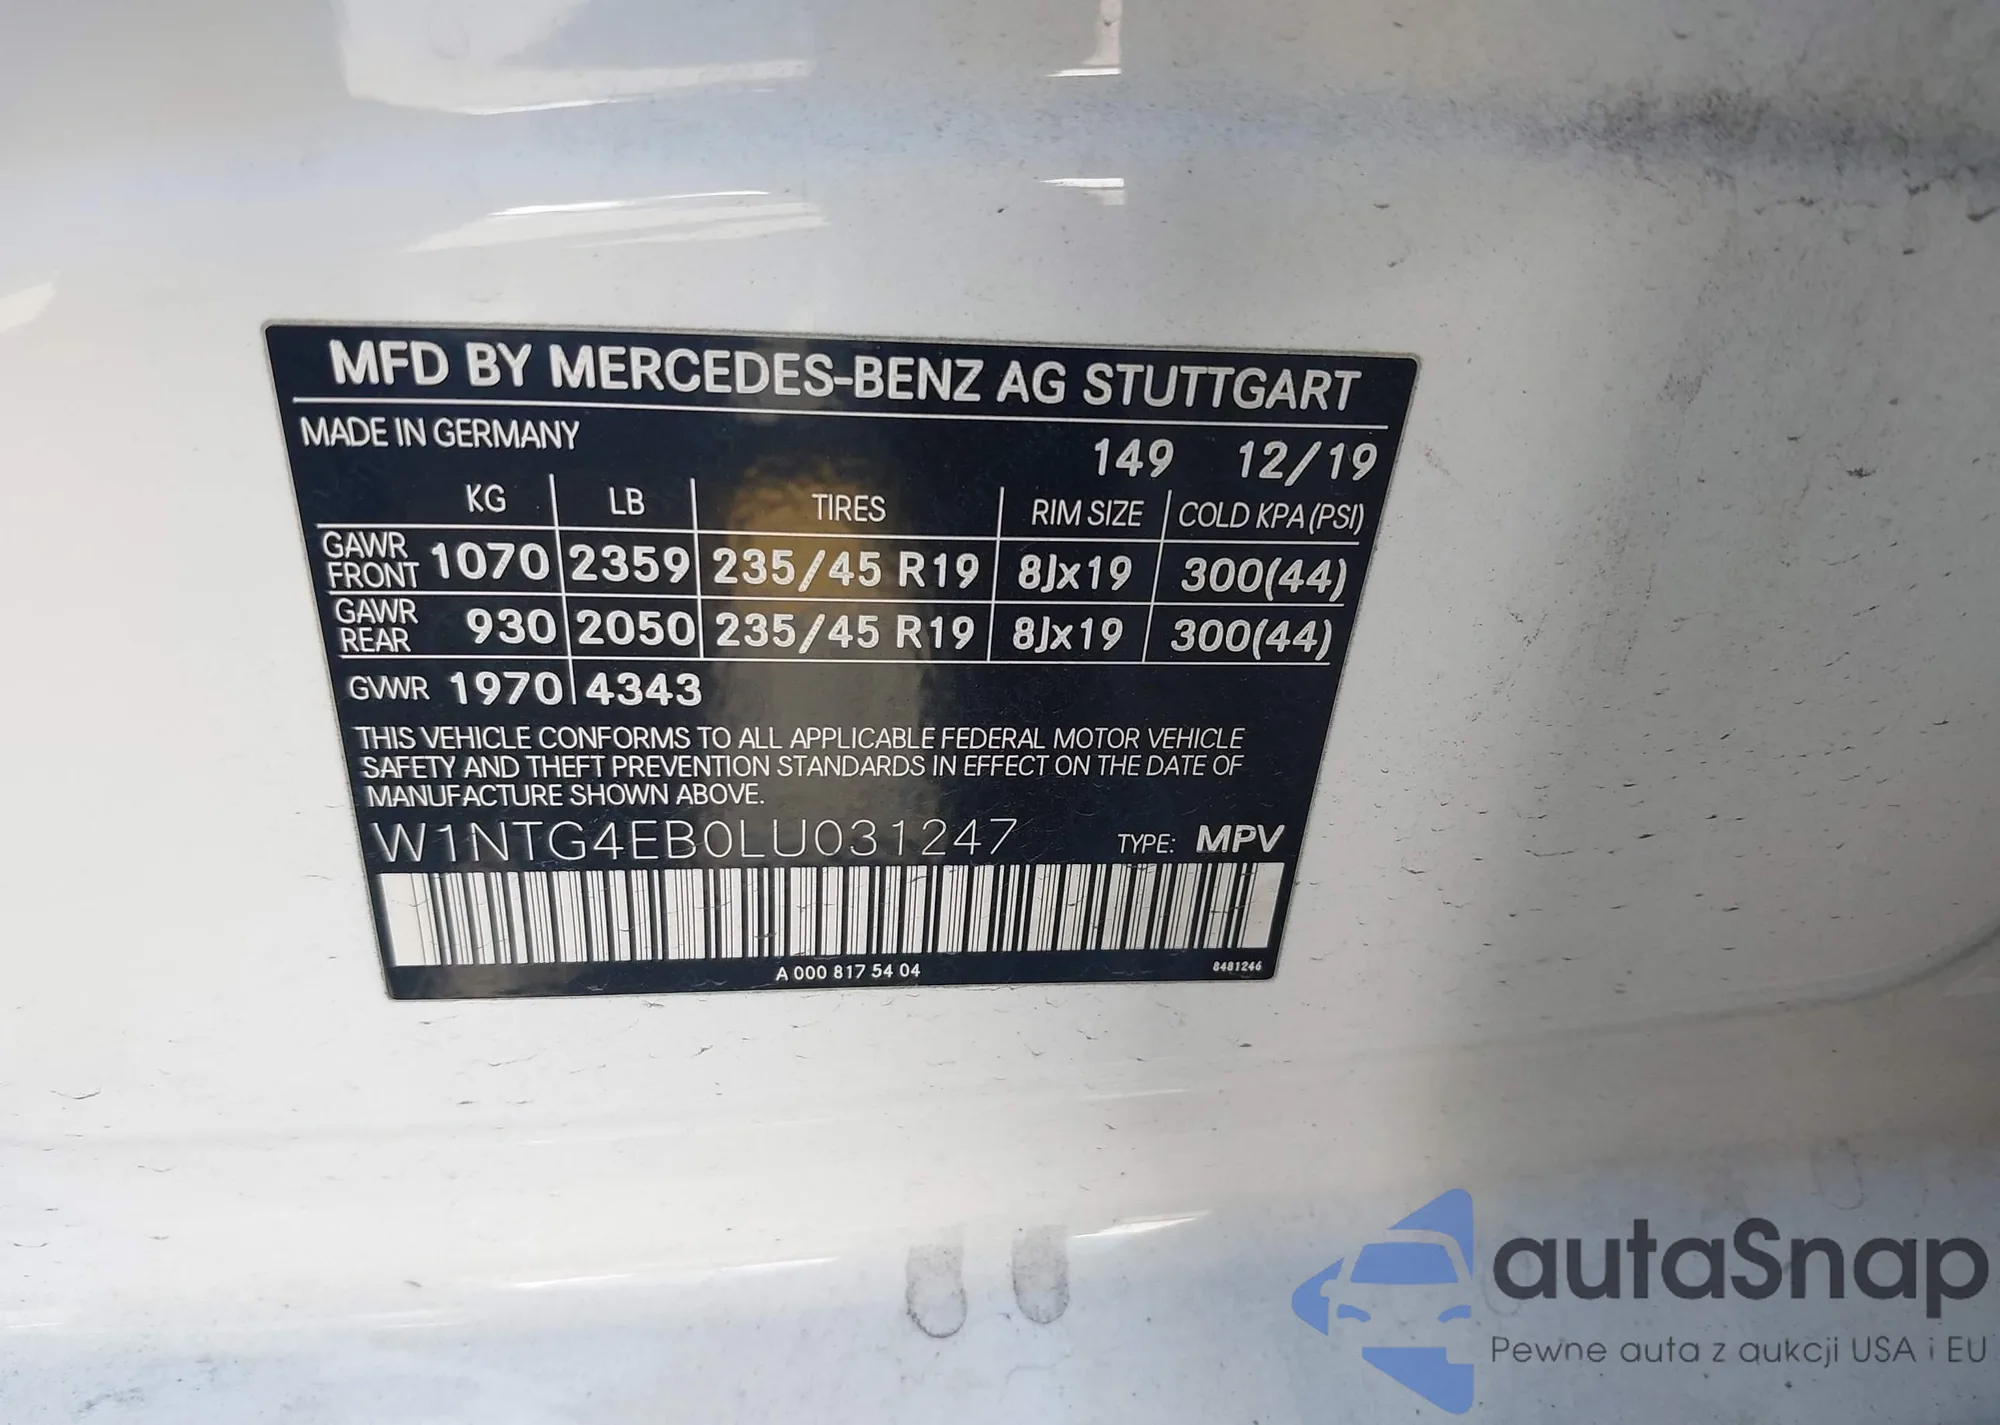 MFD BY MERCEDES-BENZ AG STUTTGART
MADE IN GERMANY
149 12/19
KG LB TIRES RIM SIZE COLD KPA (PSI)
GAWR FRONT 1070 2359 235/45 R19 8Jx19 300(44)
GAWR REAR 930 2050 235/45 R19 8Jx19 300(44)
GVWR 1970 4343
THIS VEHICLE CONFORMS TO ALL APPLICABLE FEDERAL MOTOR VEHICLE
SAFETY AND THEFT PREVENTION STANDARDS IN EFFECT ON THE DATE OF
MANUFACTURE SHOWN ABOVE.
W1NTG4EB0LU031247 TYPE: MPV
A 000 817 54 04 8481246
autaSnap
Pewne auta z aukcji USA i EU